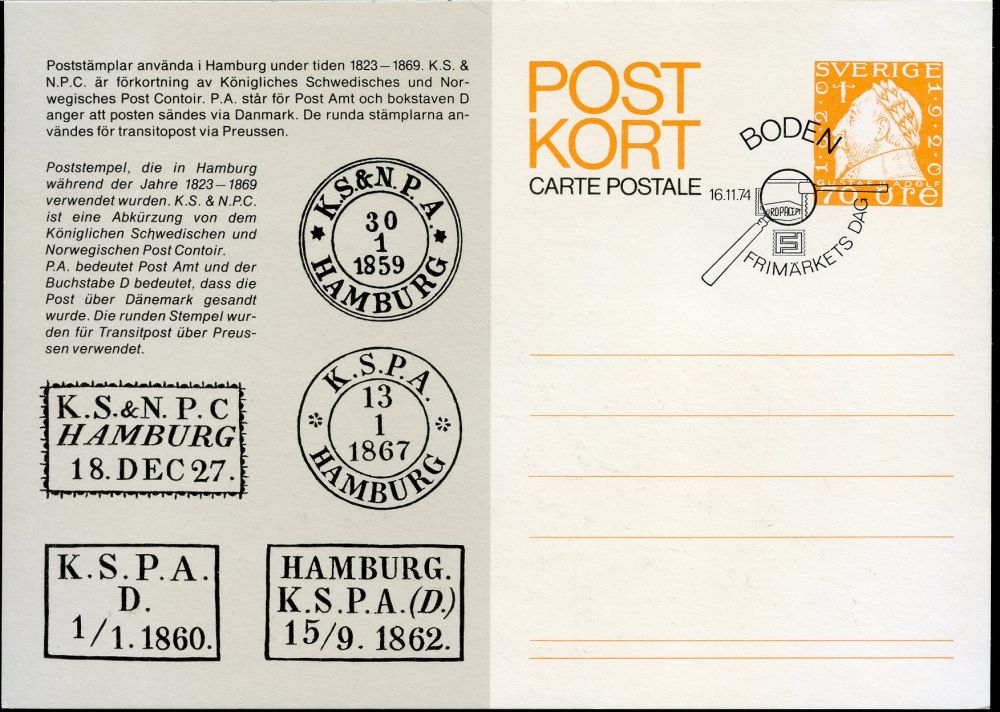 Poststämplar använda i Hamburg under tiden 1823—1869. K.S. &
N.P.C. är förkortning av Königliches Schwedisches und Nor-
wegisches Post Contoir. P.A. står för Post Amt och bokstaven D
anger att posten sändes via Danmark. De runda stämplarna an-
vändes för transitopost via Preussen.
Poststempel, die in Hamburg
während der Jahre 1823—1869
verwendet wurden. K.S. & N.P.C.
ist eine Abkürzung von dem
Königlichen Schwedischen und
Norwegischen Post Contoir.
P.A. bedeutet Post Amt und der
Buchstabe D bedeutet, dass die
Post über Dänemark gesandt
wurde. Die runden Stempel wur-
den für Transitpost über Preus-
sen verwendet.
K.S.&N.P.A.
30
1
1859
HAMBURG
K.S.P.A.
13
1
1867
HAMBURG
K.S.&N.P.C
HAMBURG
18.DEC 27.
K.S.P.A.
D.
1/1.1860.
HAMBURG.
K.S.P.A.(D.)
15/9. 1862.
POST
KORT
CARTE POSTALE
SVERIGE
1920
GUSTAF II ADOLF
70 öre
BODEN
16.11.74
FRIMÄRKETS DAG